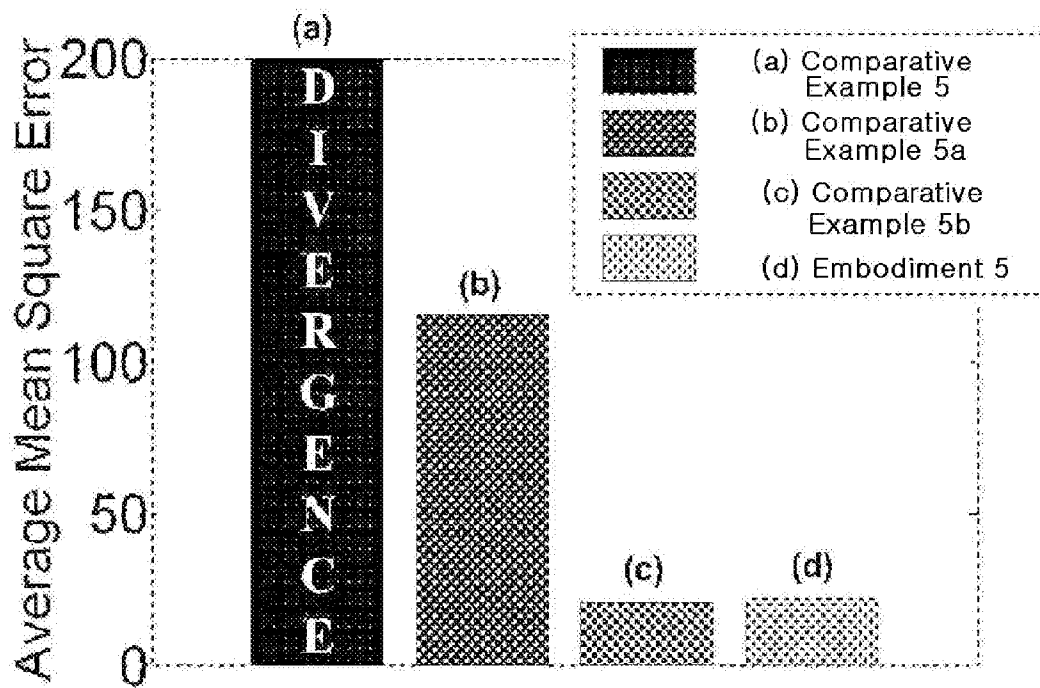 (a)
200
150
100
50
0
Average Mean Square Error
DIVERGENCE
(b)
(c)
(d)
(a) Comparative
Example 5
(b) Comparative
Example 5a
(c) Comparative
Example 5b
(d) Embodiment 5